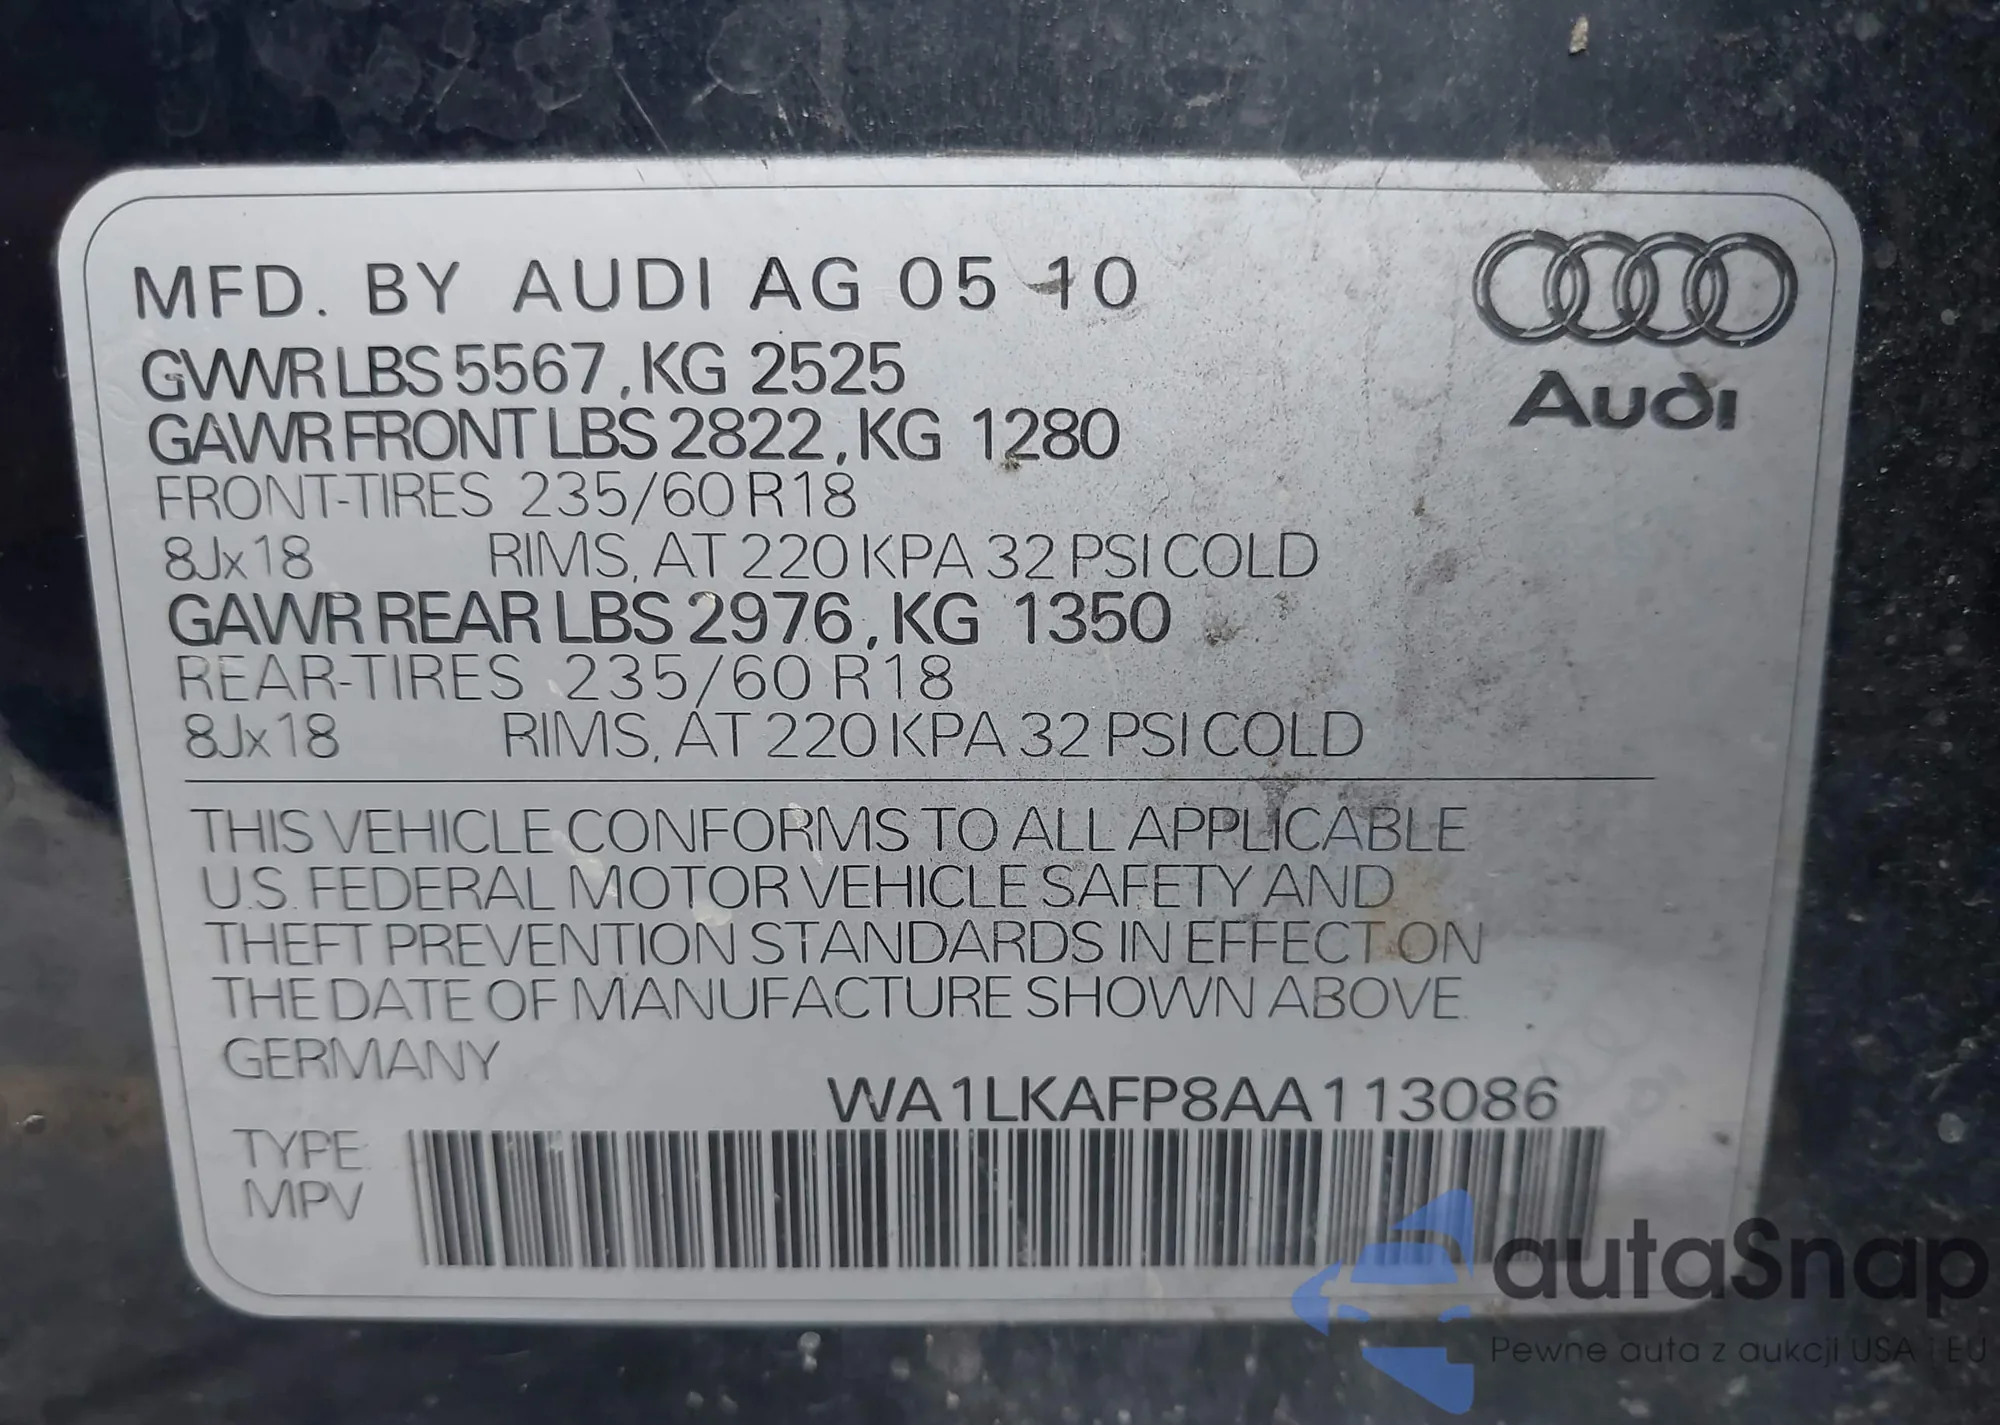 MFD. BY AUDI AG 05 10
GVWR LBS 5567, KG 2525
GAWR FRONT LBS 2822, KG 1280
FRONT-TIRES 235/60 R18
8Jx18 RIMS, AT 220 KPA 32 PSI COLD
GAWR REAR LBS 2976, KG 1350
REAR-TIRES 235/60 R18
8Jx18 RIMS, AT 220 KPA 32 PSI COLD
Audi
THIS VEHICLE CONFORMS TO ALL APPLICABLE
U.S. FEDERAL MOTOR VEHICLE SAFETY AND
THEFT PREVENTION STANDARDS IN EFFECT ON
THE DATE OF MANUFACTURE SHOWN ABOVE.
GERMANY
WA1LKAFP8AA113086
TYPE:
MPV
autaSnap
Pewne auta z aukcji USA i EU